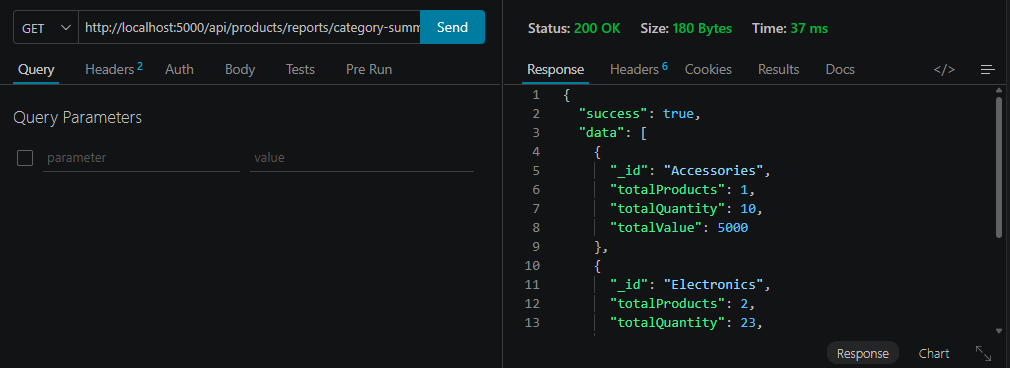 GET http://localhost:5000/api/products/reports/category-summ Send
Query Headers 2 Auth Body Tests Pre Run
Query Parameters
parameter value
Status: 200 OK Size: 180 Bytes Time: 37 ms
Response Headers 6 Cookies Results Docs </>
1 {
2 "success": true,
3 "data": [
4 {
5 "_id": "Accessories",
6 "totalProducts": 1,
7 "totalQuantity": 10,
8 "totalValue": 5000
9 },
10 {
11 "_id": "Electronics",
12 "totalProducts": 2,
13 "totalQuantity": 23,
Response Chart